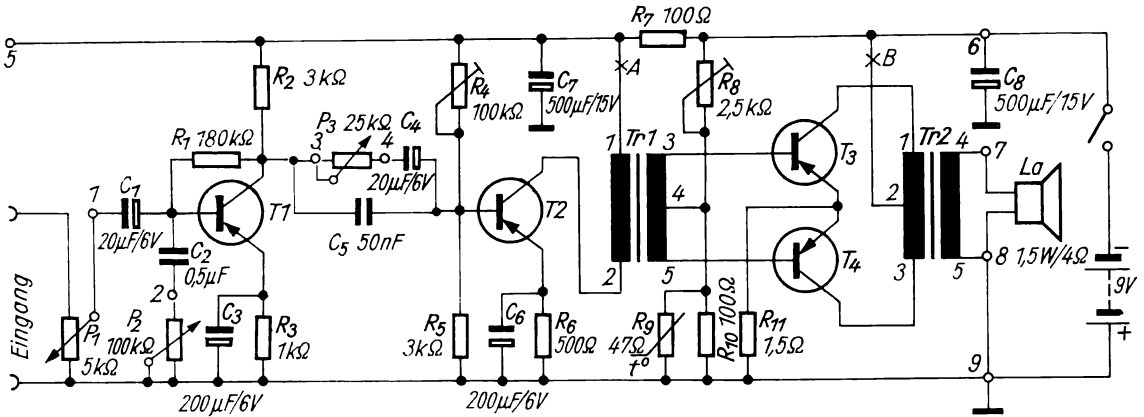 5
R2 3kΩ
R1 180kΩ
1
C1
20µF/6V
C2
0,5µF
2
T1
Eingang
P1
5kΩ
P2
100kΩ
C3
200µF/6V
R3
1kΩ
3
P3
25kΩ
4
C4
20µF/6V
C5 50nF
R4
100kΩ
R5
3kΩ
C7
500µF/15V
T2
C6
200µF/6V
R6
500Ω
R7 100Ω
A
1
Tr1
3
4
2
5
R8
2,5kΩ
R9
47Ω
t°
R10 100Ω
R11
1,5Ω
T3
T4
B
1
Tr2
4
2
3
5
6
C8
500µF/15V
7
La
8
1,5W/4Ω
9
−
9V
+